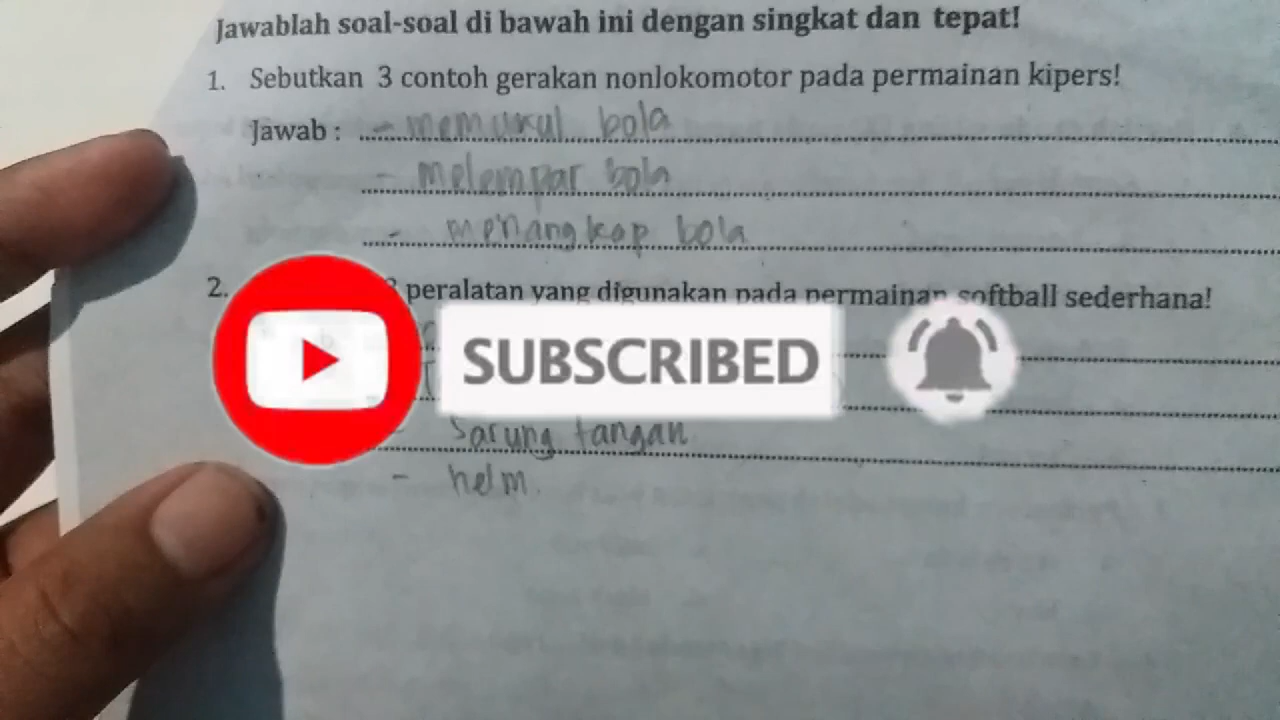 Jawablah soal-soal di bawah ini dengan singkat dan tepat!
1. Sebutkan 3 contoh gerakan nonlokomotor pada permainan kipers!
Jawab : - memukul bola
- melempar bola
- menangkap bola
2. peralatan yang digunakan pada permainan softball sederhana!
SUBSCRIBED
- Sarung tangan
- helm.